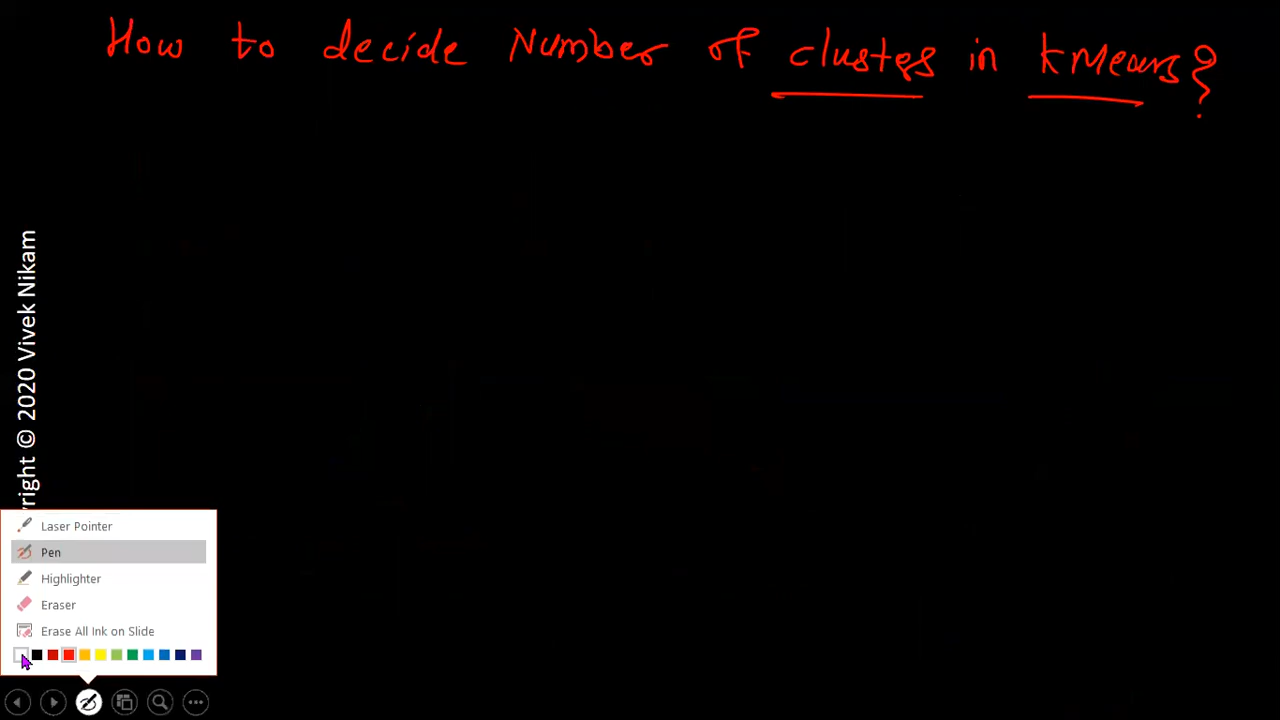 How to decide Number of clustes in kMeans?
yright © 2020 Vivek Nikam
Laser Pointer
Pen
Highlighter
Eraser
Erase All Ink on Slide